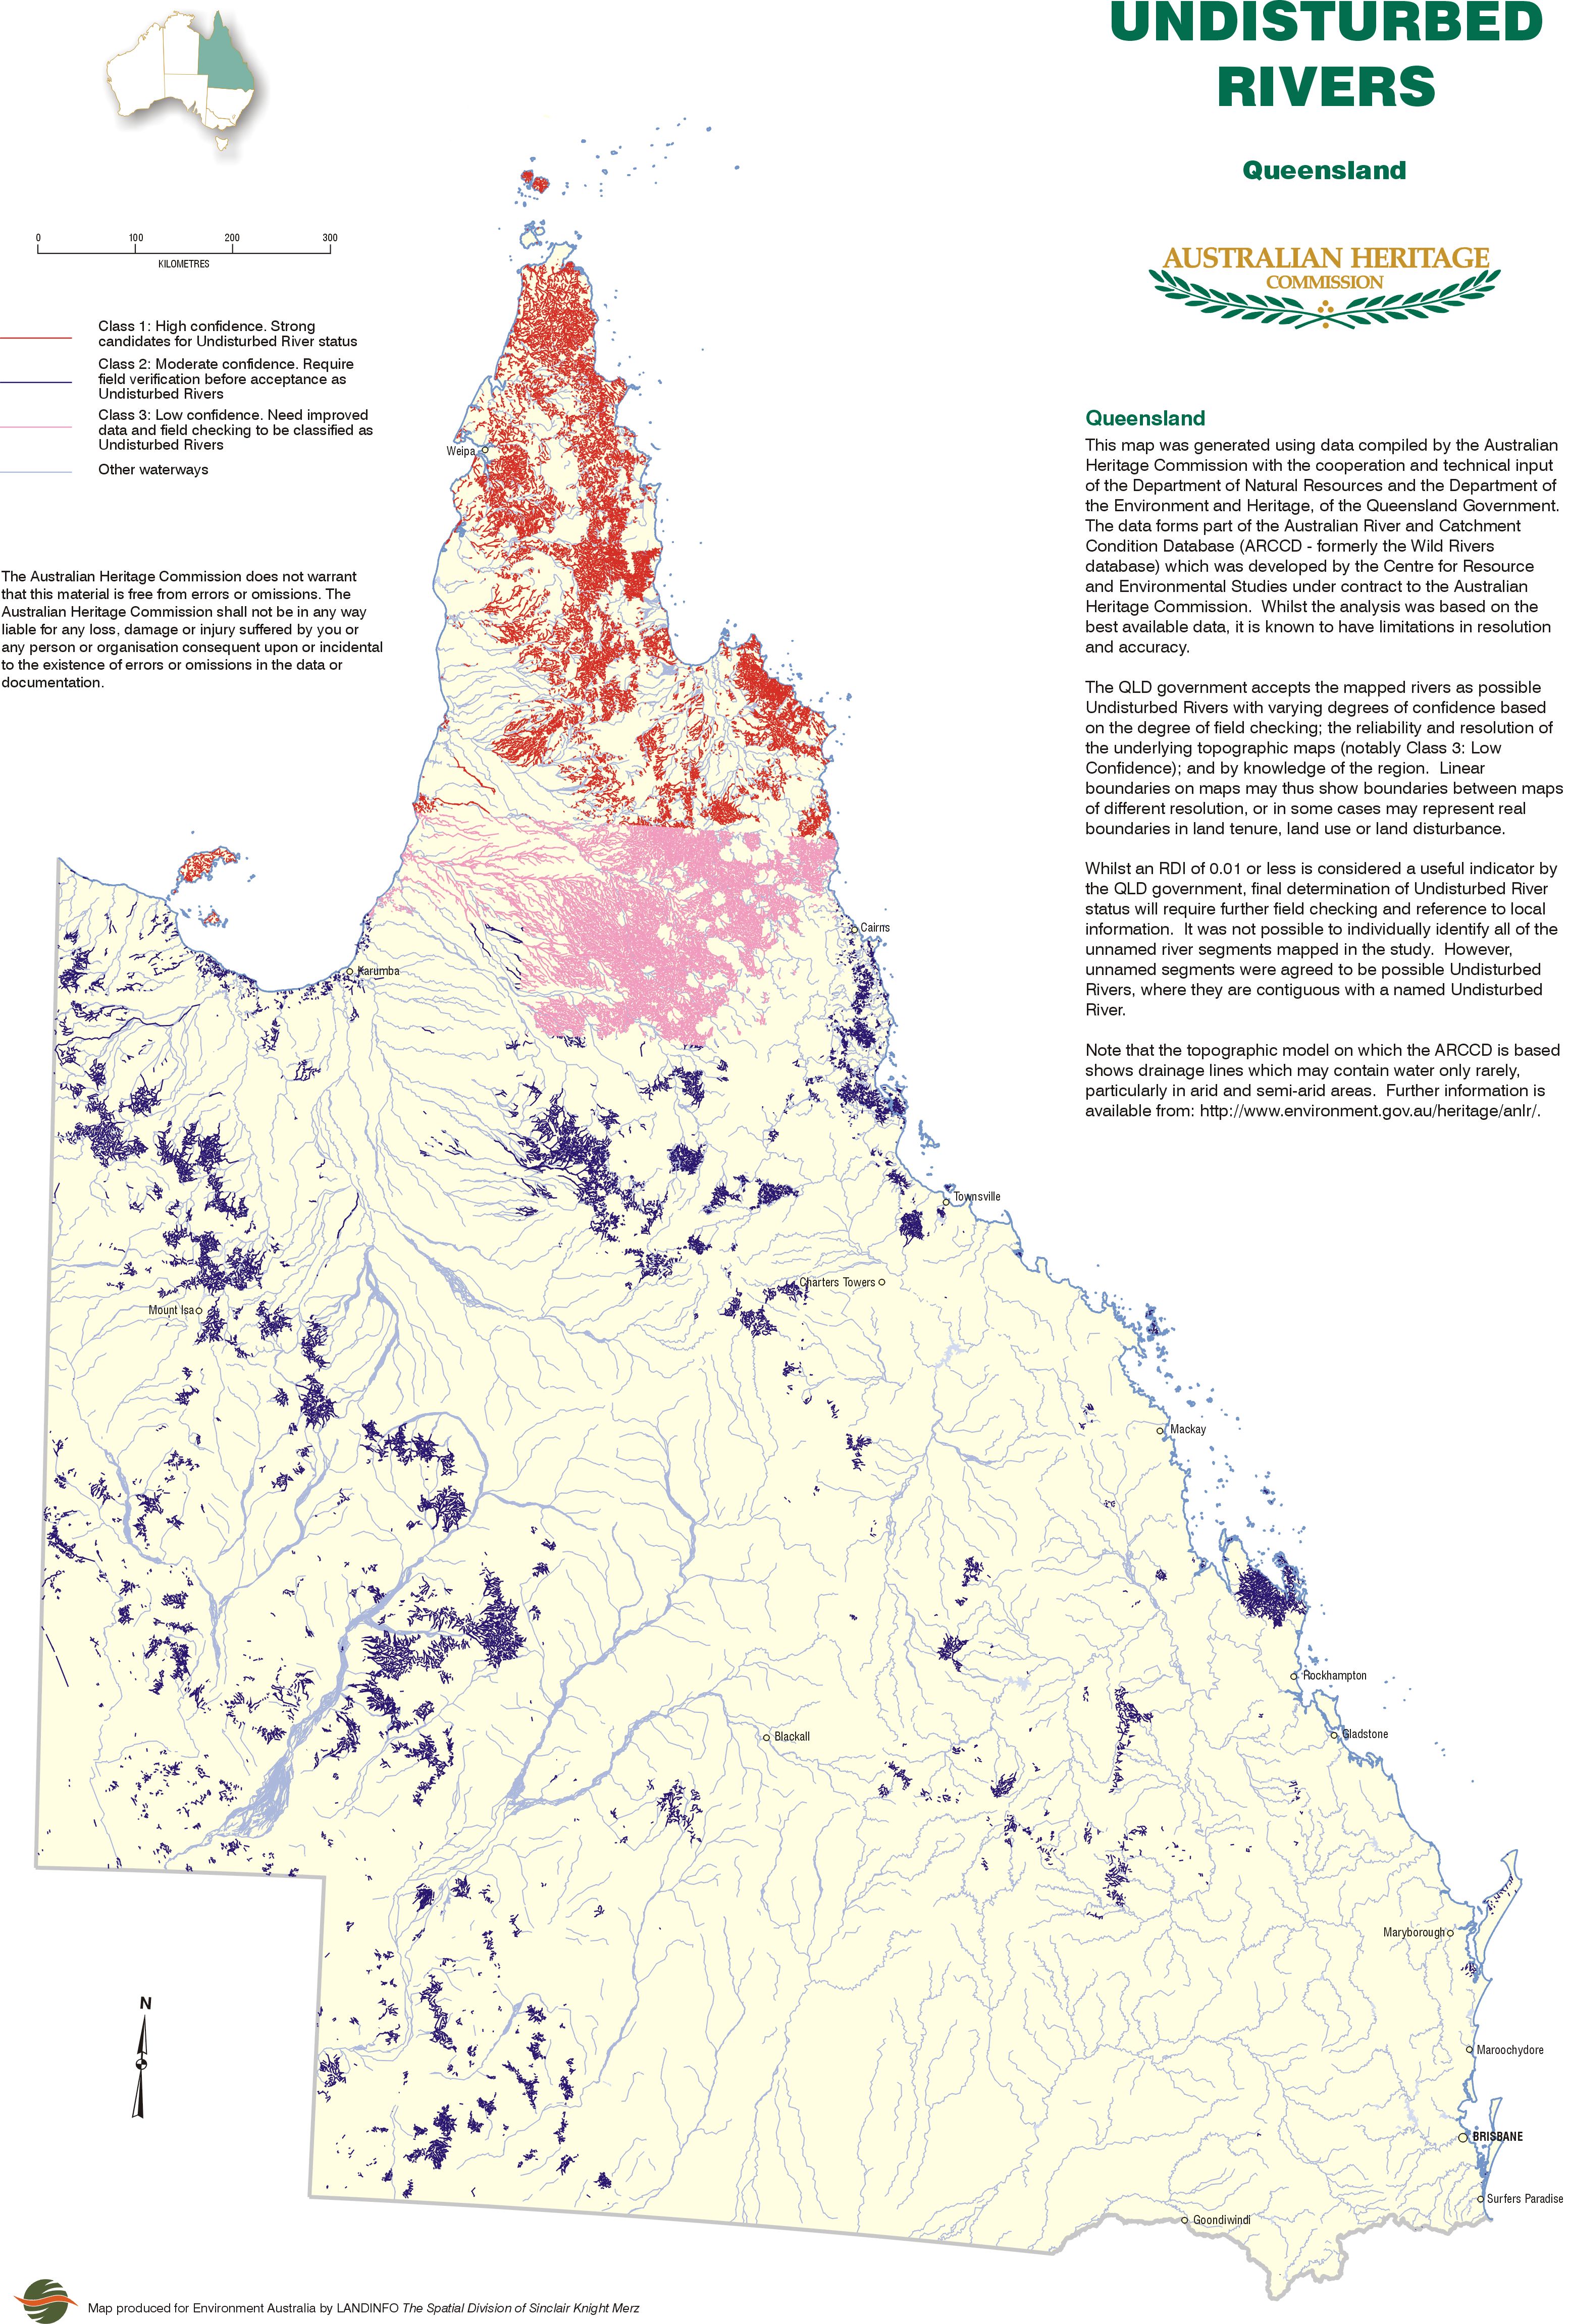 UNDISTURBED
RIVERS
Queensland
AUSTRALIAN HERITAGE
COMMISSION
0 100 200 300
KILOMETRES
Class 1: High confidence. Strong
candidates for Undisturbed River status
Class 2: Moderate confidence. Require
field verification before acceptance as
Undisturbed Rivers
Class 3: Low confidence. Need improved
data and field checking to be classified as
Undisturbed Rivers
Other waterways
The Australian Heritage Commission does not warrant
that this material is free from errors or omissions. The
Australian Heritage Commission shall not be in any way
liable for any loss, damage or injury suffered by you or
any person or organisation consequent upon or incidental
to the existence of errors or omissions in the data or
documentation.
Queensland
This map was generated using data compiled by the Australian
Heritage Commission with the cooperation and technical input
of the Department of Natural Resources and the Department of
the Environment and Heritage, of the Queensland Government.
The data forms part of the Australian River and Catchment
Condition Database (ARCCD - formerly the Wild Rivers
database) which was developed by the Centre for Resource
and Environmental Studies under contract to the Australian
Heritage Commission. Whilst the analysis was based on the
best available data, it is known to have limitations in resolution
and accuracy.
The QLD government accepts the mapped rivers as possible
Undisturbed Rivers with varying degrees of confidence based
on the degree of field checking; the reliability and resolution of
the underlying topographic maps (notably Class 3: Low
Confidence); and by knowledge of the region. Linear
boundaries on maps may thus show boundaries between maps
of different resolution, or in some cases may represent real
boundaries in land tenure, land use or land disturbance.
Whilst an RDI of 0.01 or less is considered a useful indicator by
the QLD government, final determination of Undisturbed River
status will require further field checking and reference to local
information. It was not possible to individually identify all of the
unnamed river segments mapped in the study. However,
unnamed segments were agreed to be possible Undisturbed
Rivers, where they are contiguous with a named Undisturbed
River.
Note that the topographic model on which the ARCCD is based
shows drainage lines which may contain water only rarely,
particularly in arid and semi-arid areas. Further information is
available from: http://www.environment.gov.au/heritage/anlr/.
Weipa
Cairns
Karumba
Townsville
Charters Towers
Mount Isa
Mackay
Rockhampton
Blackall
Gladstone
Maryborough
Maroochydore
BRISBANE
Surfers Paradise
Goondiwindi
N
Map produced for Environment Australia by LANDINFO The Spatial Division of Sinclair Knight Merz